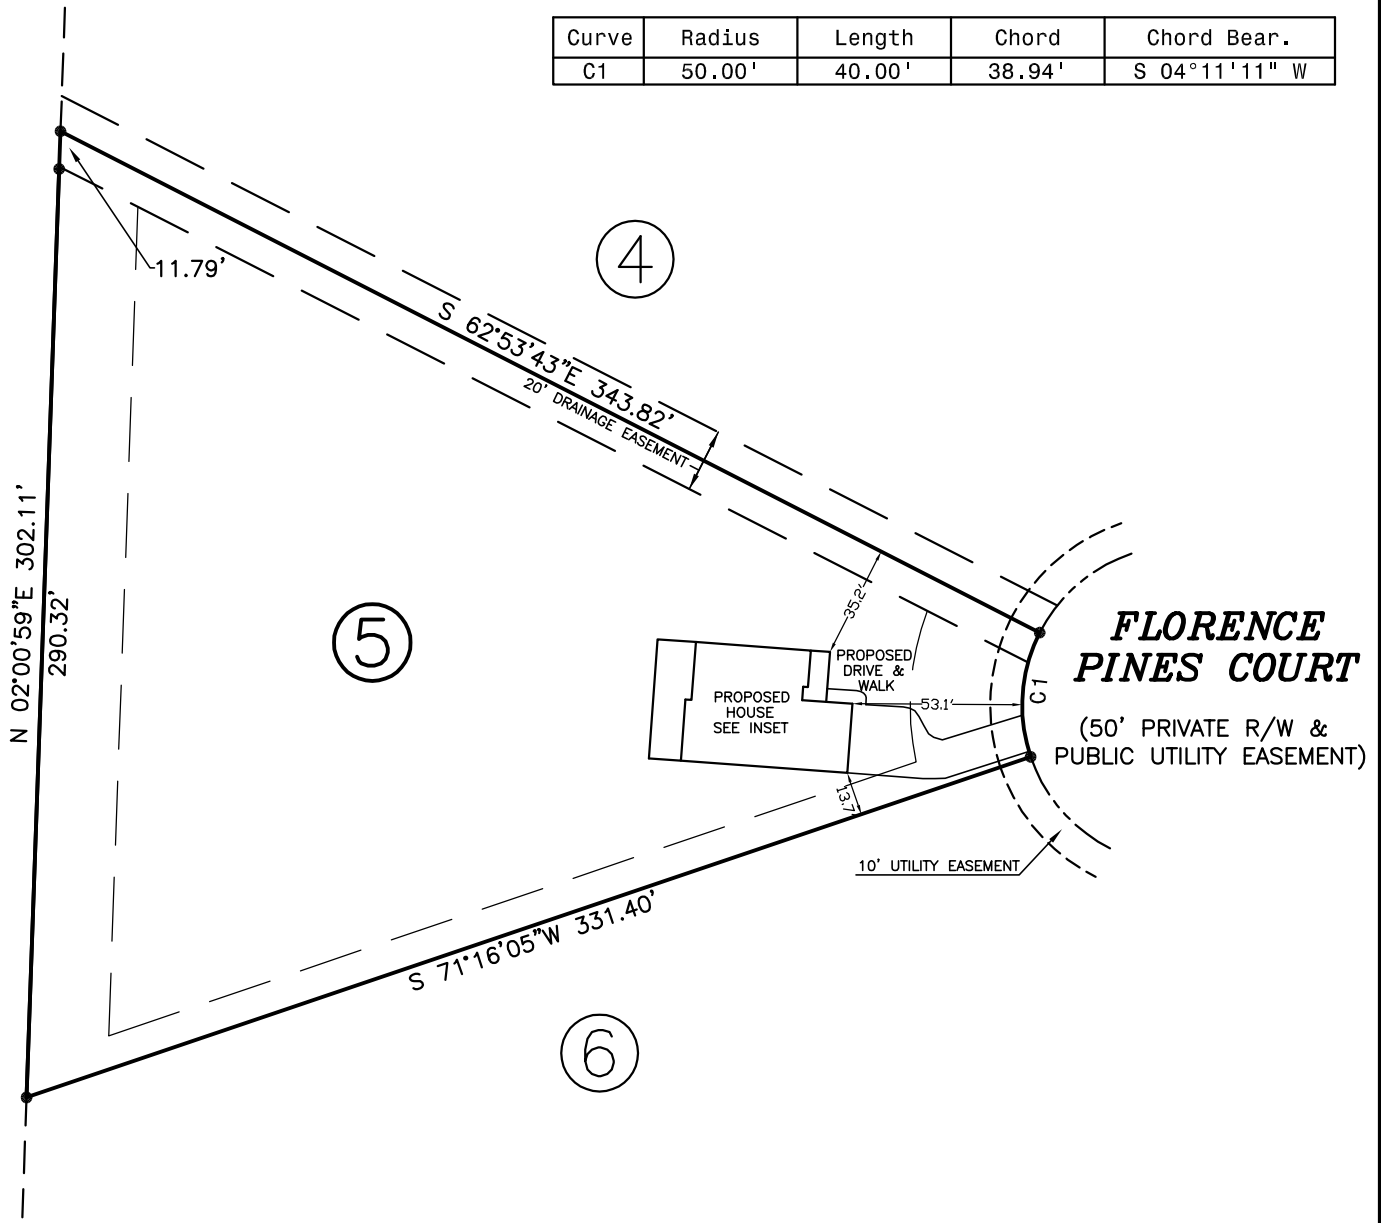 Curve Radius Length Chord Chord Bear.
C1 50.00' 40.00' 38.94' S 04°11'11" W
4
11.79'
S 62°53'43"E 343.82'
20' DRAINAGE EASEMENT
N 02°00'59"E 302.11'
290.32'
5
35.2'
PROPOSED
DRIVE &
WALK
PROPOSED
HOUSE
SEE INSET
53.1'
13.7'
C1
FLORENCE
PINES COURT
(50' PRIVATE R/W &
PUBLIC UTILITY EASEMENT)
10' UTILITY EASEMENT
S 71°16'05"W 331.40'
6